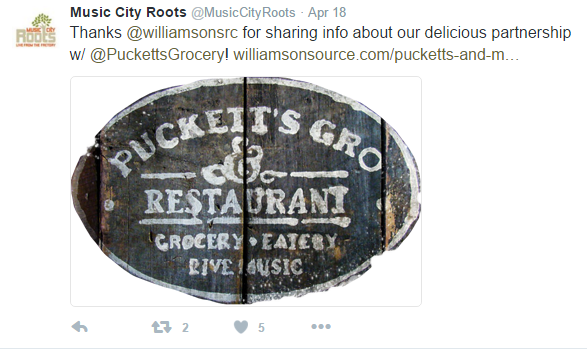 Music City Roots @MusicCityRoots · Apr 18
Thanks @williamsonsrc for sharing info about our delicious partnership
w/ @PuckettsGrocery! williamsonsource.com/pucketts-and-m…
MUSIC CITY
ROOTS
LIVE FROM THE FACTORY
PUCKETT'S GRO
&
RESTAURANT
GROCERY • EATERY
LIVE MUSIC
2
5